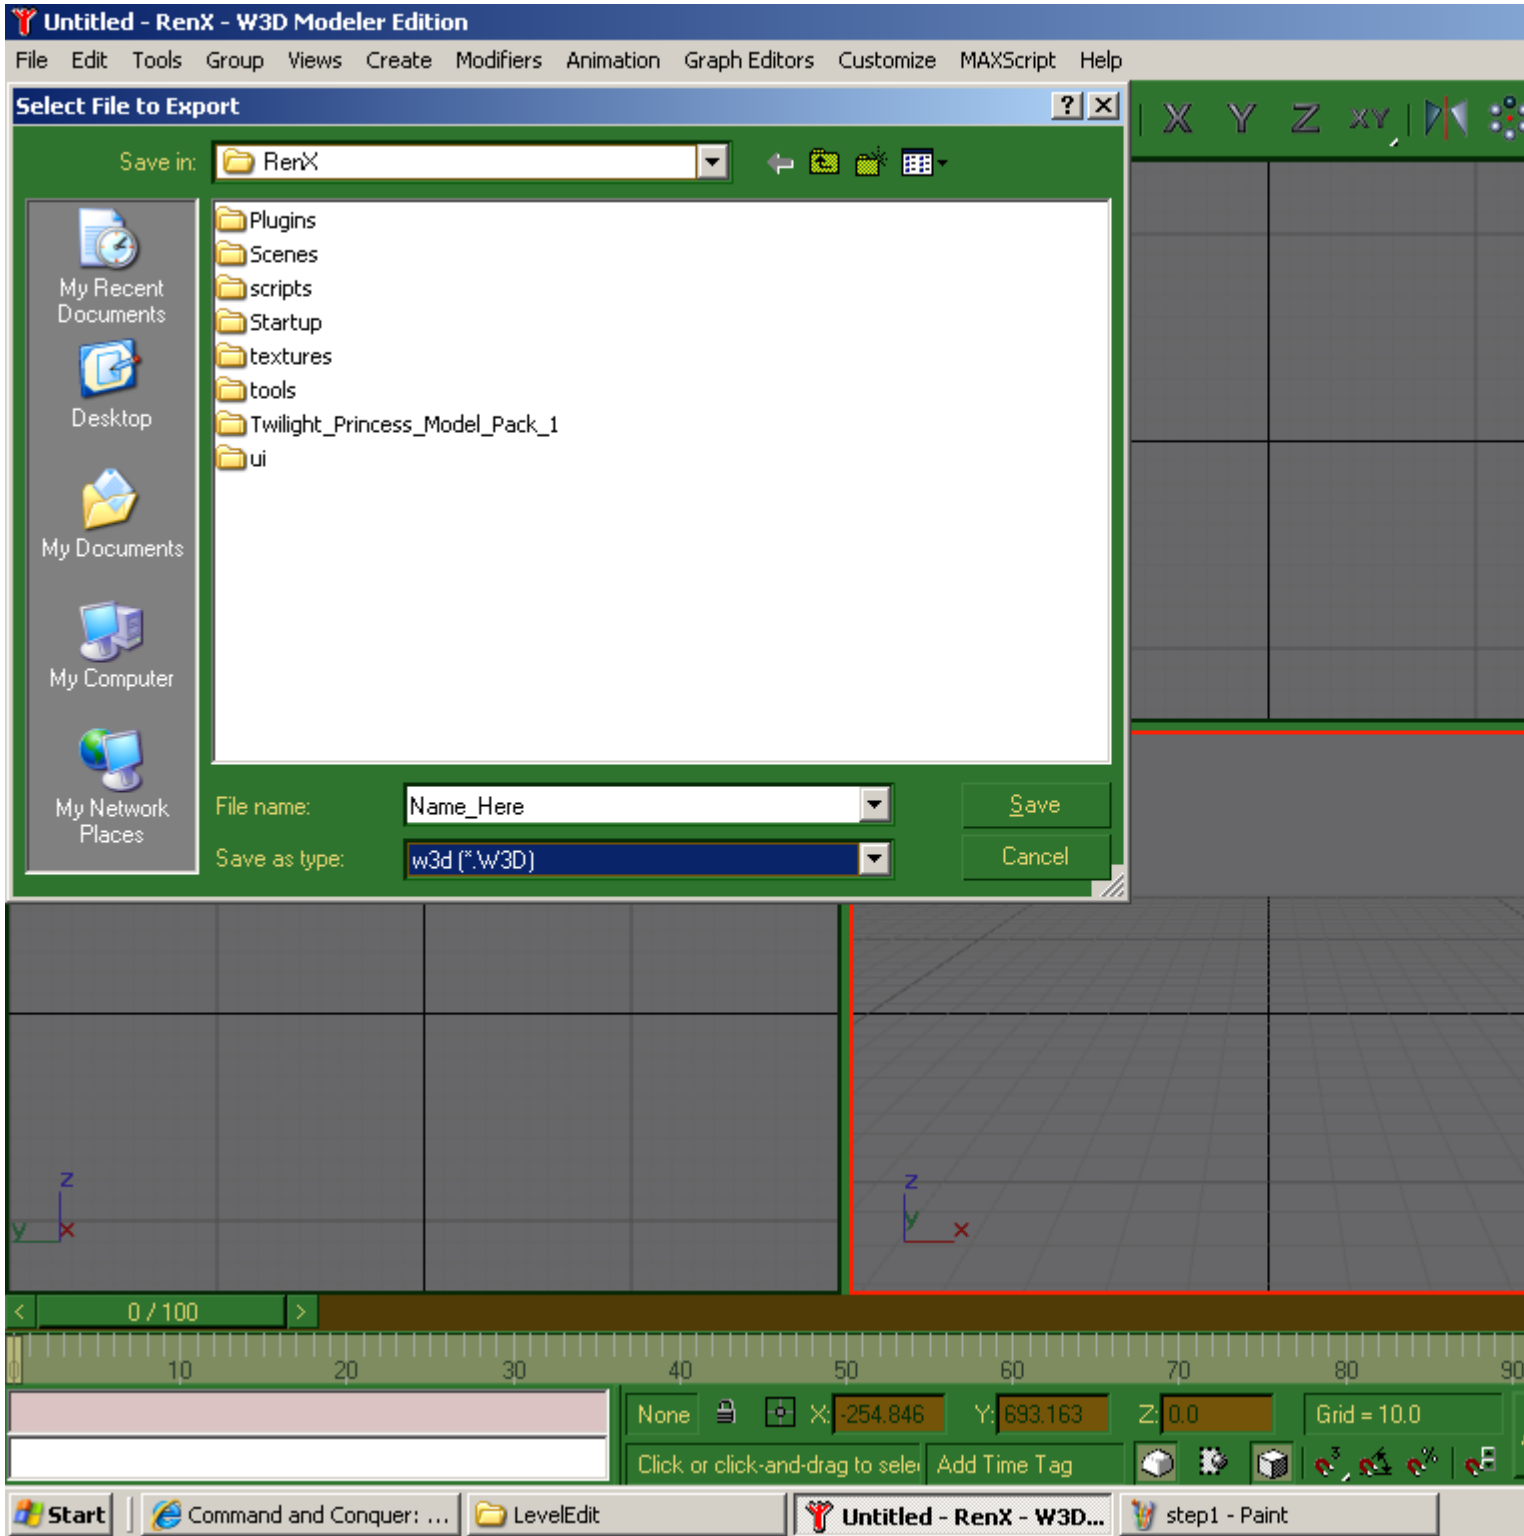 Untitled - RenX - W3D Modeler Edition
File Edit Tools Group Views Create Modifiers Animation Graph Editors Customize MAXScript Help
Select File to Export
X Y Z XY
Save in: RenX
My Recent Documents
Desktop
My Documents
My Computer
My Network Places
Plugins
Scenes
scripts
Startup
textures
tools
Twilight_Princess_Model_Pack_1
ui
File name: Name_Here Save
Save as type: w3d (*.W3D) Cancel
z
y x
z
y x
< 0 / 100 >
0 10 20 30 40 50 60 70 80 90
None X: -254.846 Y: 693.163 Z: 0.0 Grid = 10.0
Click or click-and-drag to sele Add Time Tag
Start Command and Conquer: ... LevelEdit Untitled - RenX - W3D... step1 - Paint